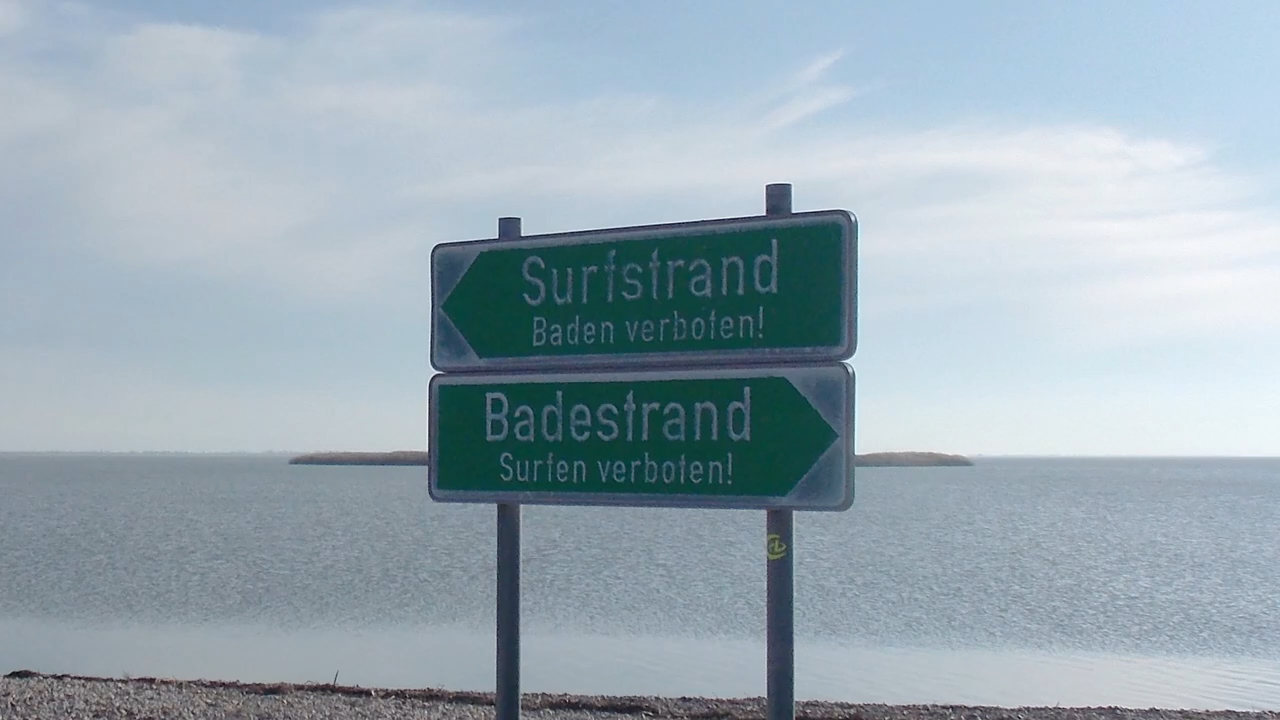 Surfstrand
Baden verboten!
Badestrand
Surfen verboten!